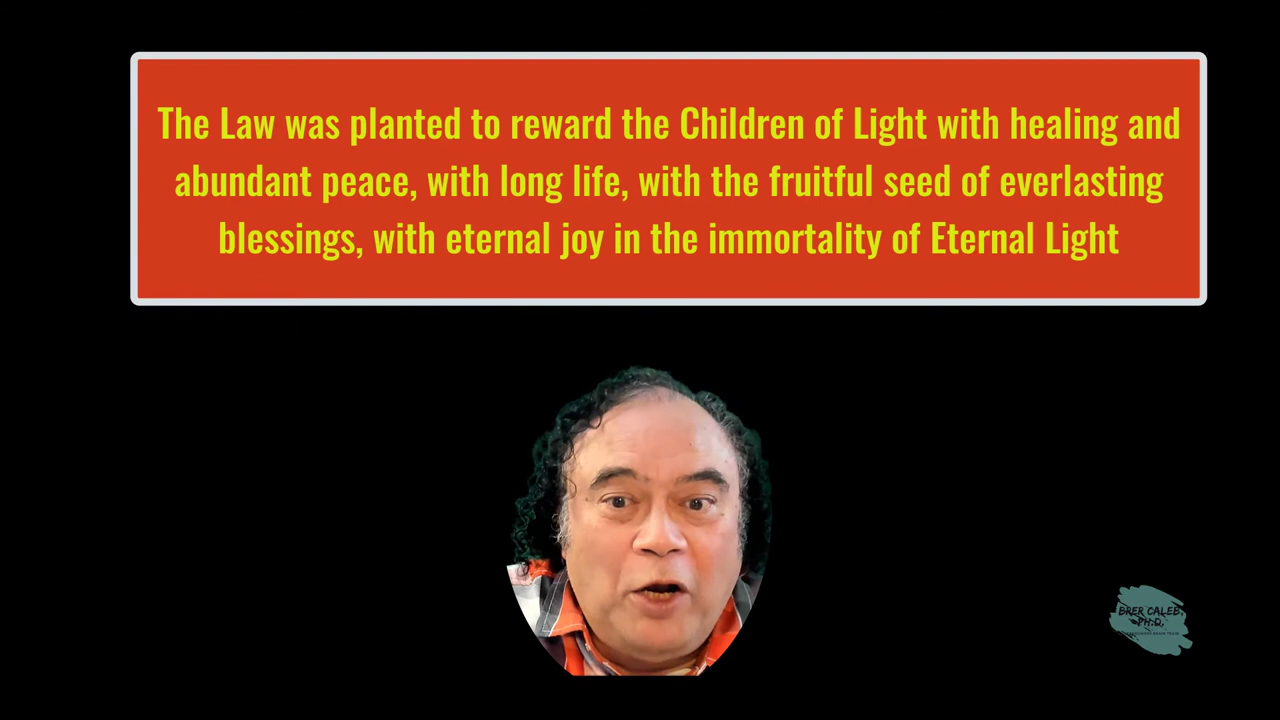 The Law was planted to reward the Children of Light with healing and
abundant peace, with long life, with the fruitful seed of everlasting
blessings, with eternal joy in the immortality of Eternal Light
BRER CALEB,
PH.D.